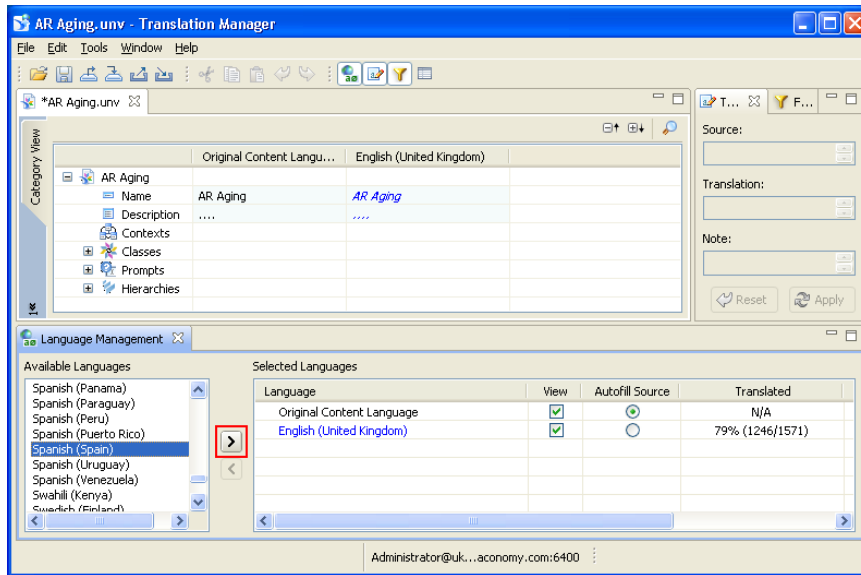 AR Aging.unv - Translation Manager
File Edit Tools Window Help
*AR Aging.unv
T... F...
Category View
Original Content Langu... English (United Kingdom)
AR Aging
Name AR Aging AR Aging
Description .... ,,,,
Contexts
Classes
Prompts
Hierarchies
Source:
Translation:
Note:
Reset Apply
Language Management
Available Languages Selected Languages
Spanish (Panama)
Spanish (Paraguay)
Spanish (Peru)
Spanish (Puerto Rico)
Spanish (Spain)
Spanish (Uruguay)
Spanish (Venezuela)
Swahili (Kenya)
Swedish (Finland)
Language View Autofill Source Translated
Original Content Language N/A
English (United Kingdom) 79% (1246/1571)
Administrator@uk...aconomy.com:6400